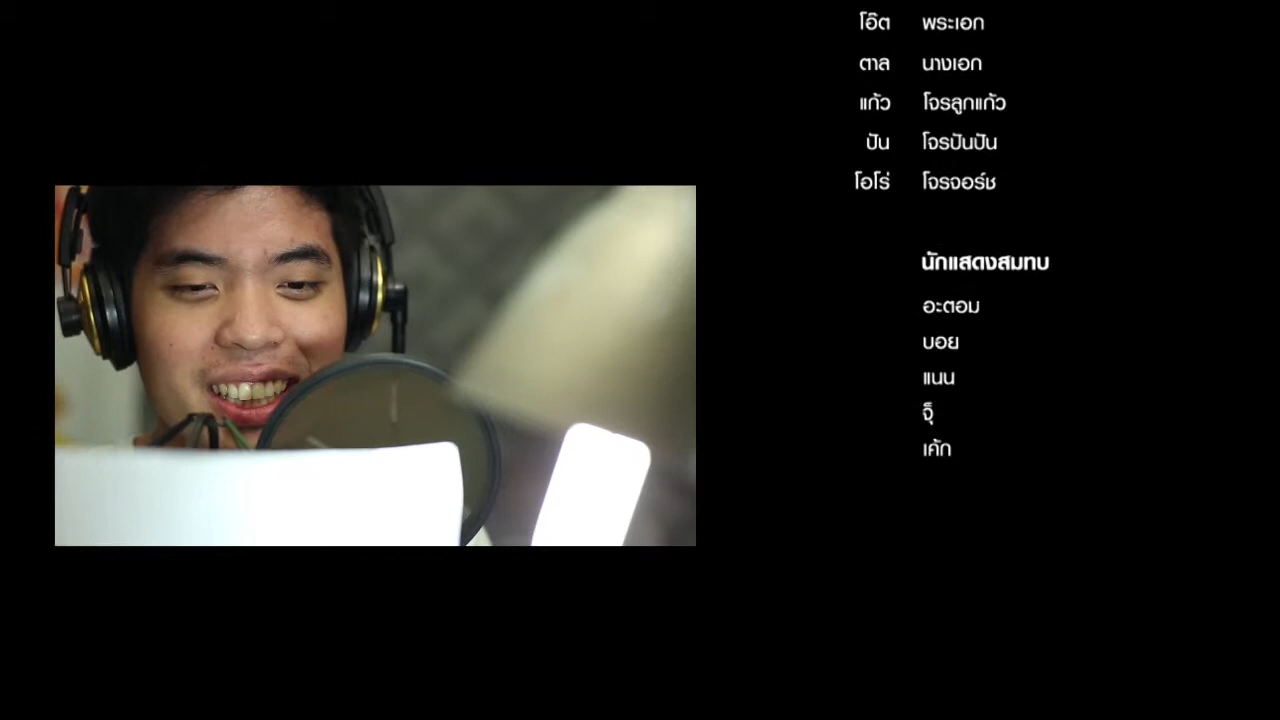 โอ๊ต พระเอก
ตาล นางเอก
แก้ว โจรลูกแก้ว
ปัน โจรปันปัน
โอโร่ โจรจอร์ช
นักแสดงสมทบ
อะตอม
บอย
แนน
จุ็
เค้ก